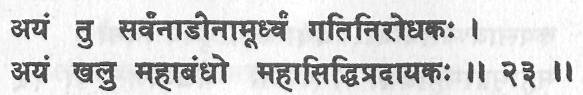 अयं तु सर्वनाडीनामूर्ध्वं गतिनिरोधकः ।
अयं खलु महाबंधो महासिद्धिप्रदायकः ॥ २३ ॥